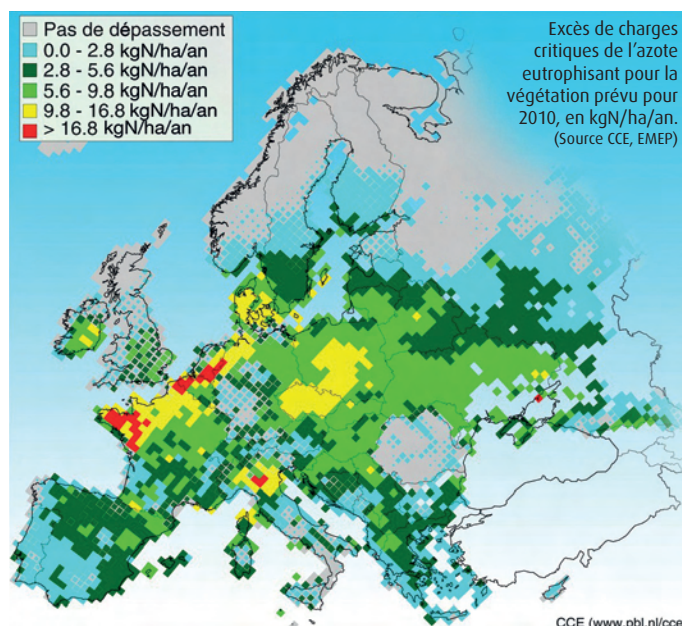 Pas de dépassement
0.0 - 2.8 kgN/ha/an
2.8 - 5.6 kgN/ha/an
5.6 - 9.8 kgN/ha/an
9.8 - 16.8 kgN/ha/an
> 16.8 kgN/ha/an
Excès de charges
critiques de l'azote
eutrophisant pour la
végétation prévu pour
2010, en kgN/ha/an.
(Source CCE, EMEP)
CCE (www.pbl.nl/cce